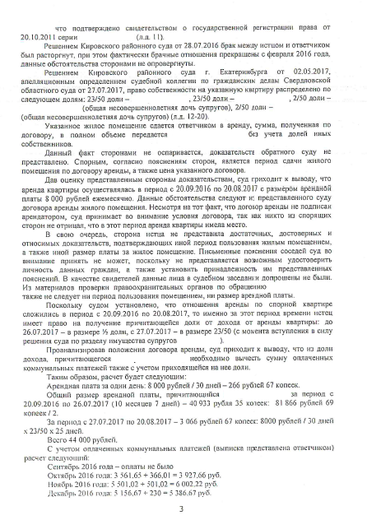 что подтверждено свидетельством о государственной регистрации права от
20.10.2011 серии (л.д. 11).
Решением Кировского районного суда от 28.07.2016 брак между истцом и ответчиком
был расторгнут, при этом фактически брачные отношения прекращены с февраля 2016 года,
данные обстоятельства сторонами не опровергнуты.
Решением Кировского районного суда г. Екатеринбурга от 02.05.2017,
апелляционным определением судебной коллегии по гражданским делам Свердловской
областного суда от 27.07.2017, право собственности на указанную квартиру распределено по
следующим долям: 23/50 доли – , 23/50 доли – , 2/50 доли –
(общая несовершеннолетняя дочь супругов), 2/50 доли –
(общая несовершеннолетняя дочь супругов) (л.д. 12-20).
Указанное жилое помещение сдается ответчиком в аренду, сумма, полученная по
договору, в полном объеме передается без учета долей иных
собственников.
Данный факт сторонами не оспаривается, доказательств обратному суду не
представлено. Спорным, согласно пояснениям сторон, является период сдачи жилого
помещения по договору аренды, а также цена указанного договора.
Дав оценку представленным сторонам доказательствам, суд приходит к выводу, что
аренда квартиры осуществлялась в период с 20.09.2016 по 20.08.2017 с размером арендной
платы 8 000 рублей ежемесячно. Данные обстоятельства следуют из представленного суду
договора аренды жилого помещения. Несмотря на тот факт, что договор аренды не подписан
арендатором, суд принимает во внимание условия договора, так как никто из спорящих
сторон не отрицал, что в этот период аренда квартиры имела место.
В свою очередь, сторона истца не представила достаточных, достоверных и
относимых доказательств, подтверждающих иной период пользования жилым помещением,
а также иной размер платы за жилое помещение. Письменные пояснения соседей суд во
внимание принять не может, поскольку не представляется возможным удостоверить
личность данных граждан, а также установить принадлежность им представленных
пояснений. В качестве свидетелей данные лица в судебном заседании допрошены не были.
Из материалов проверки правоохранительных органов по обращению
также не следует ни период пользования помещением, ни размер арендной платы.
Поскольку судом установлено, что отношения аренды по спорной квартире
сложились в период с 20.09.2016 по 20.08.2017, то именно за этот период времени истец
имеет право на получение причитающейся доли от дохода от аренды квартиры: до
26.07.2017 – в размере ½ доли, с 27.07.2017 – в размере 23/50 (с момента вступления в силу
решения суда по разделу имущества супругов ).
Проанализировав положения договора аренды, суд приходит к выводу, что из доли
дохода, причитающегося , необходимо вычесть сумму оплаченных
коммунальных платежей также с учетом приходящейся на нее доли.
Таким образом, расчет будет следующим:
Арендная плата за один день: 8 000 рублей / 30 дней – 266 рублей 67 копеек.
Общий размер арендной платы, причитающийся за период с
20.09.2016 по 26.07.2017 (10 месяцев 7 дней) – 40 933 рубля 35 копеек: 81 866 рублей 69
копеек / 2.
За период с 27.07.2017 по 20.08.2017 – 3 066 рублей 67 копеек: 8000 рублей / 30 дней
х 23/50 х 25 дней.
Всего 44 000 рублей.
С учетом оплаченных коммунальных платежей (выписка представлена ответчиком)
расчет следующий:
Сентябрь 2016 года – оплаты не было
Октябрь 2016 года: 3 561,65 + 366,01 = 3 927,66 руб.
Ноябрь 2016 года: 5 501,02 + 501,02 = 6 002,22 руб.
Декабрь 2016 года: 5 156,67 + 230 = 5 386,67 руб.
3